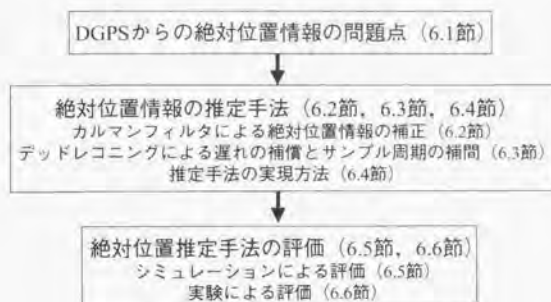 DGPSからの絶対位置情報の問題点（6.1節）
絶対位置情報の推定手法（6.2節，6.3節，6.4節）
カルマンフィルタによる絶対位置情報の補正（6.2節）
デッドレコニングによる遅れの補償とサンプル周期の補間（6.3節）
推定手法の実現方法（6.4節）
絶対位置推定手法の評価（6.5節，6.6節）
シミュレーションによる評価（6.5節）
実験による評価（6.6節）